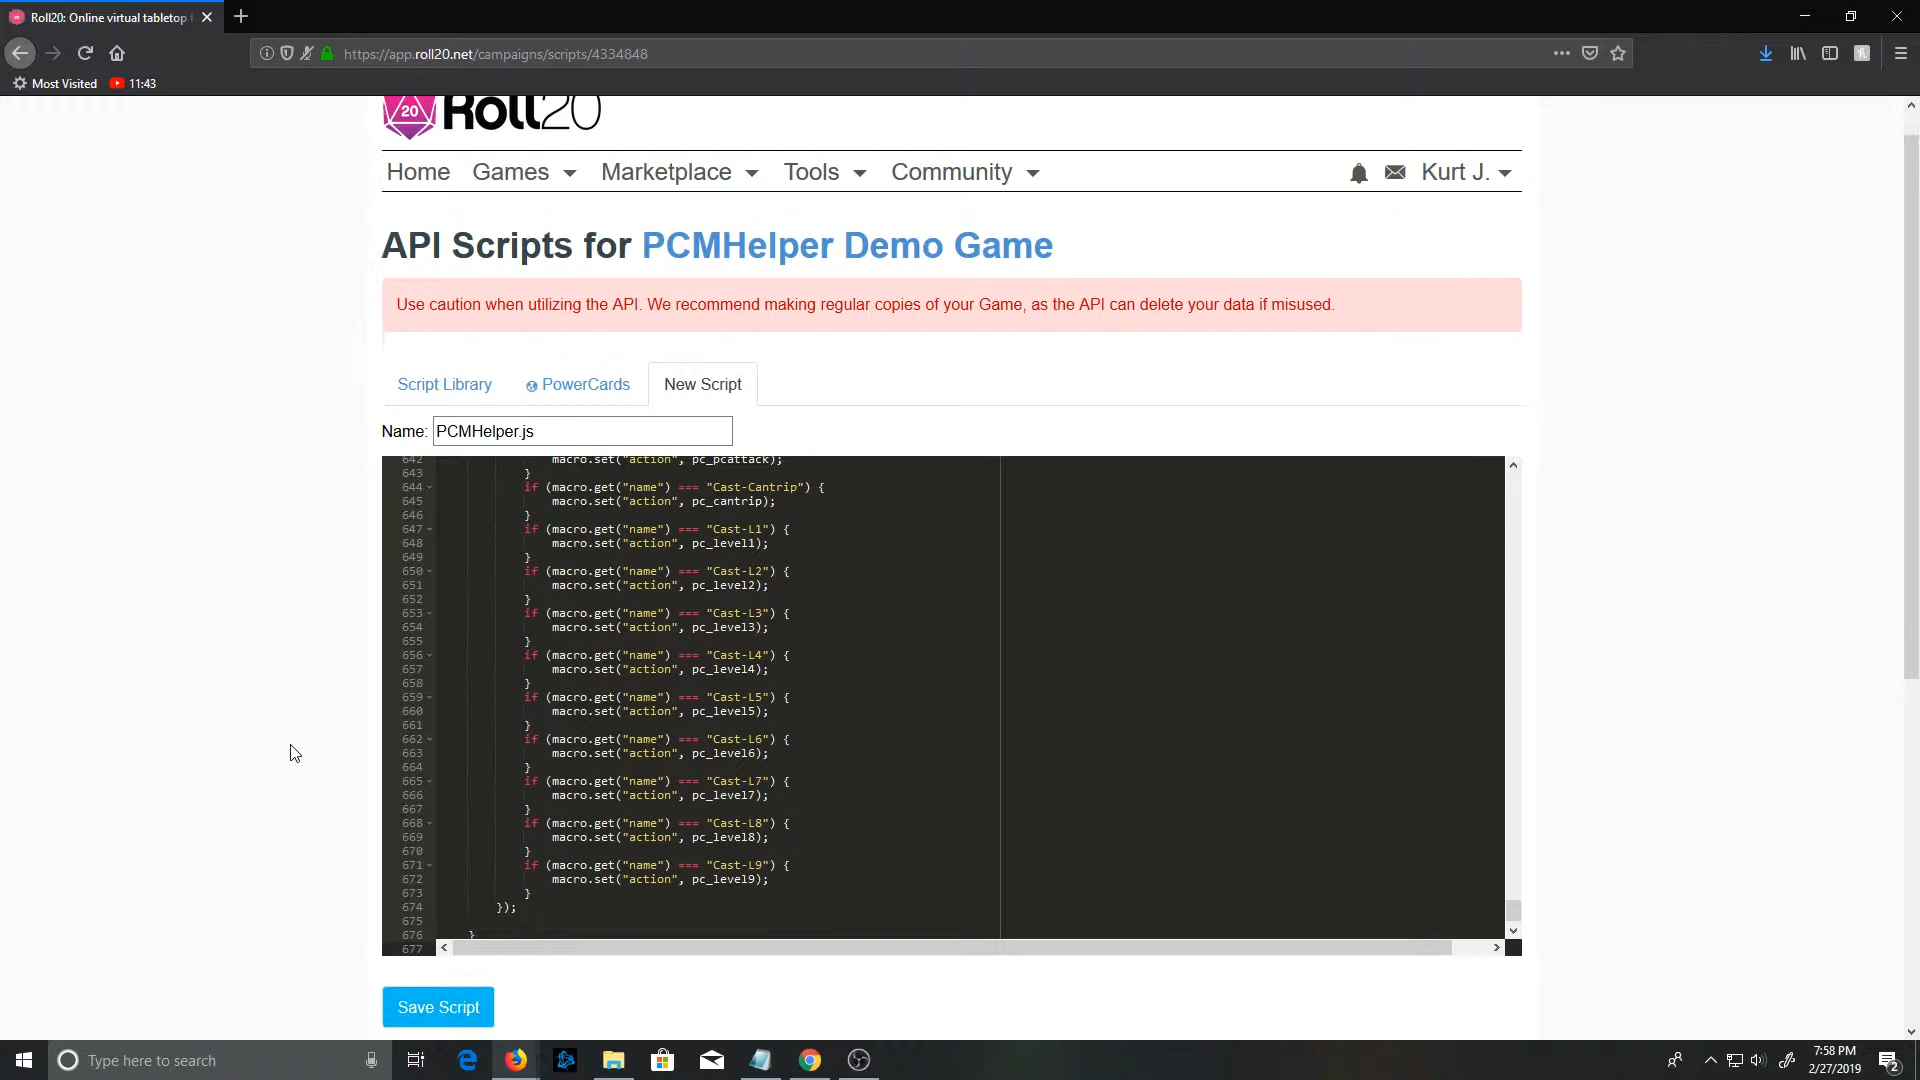 Roll20: Online virtual tabletop
https://app.roll20.net/campaigns/scripts/4334848
Most Visited
11:43
20
Roll20
Home Games Marketplace Tools Community Kurt J.
API Scripts for PCMHelper Demo Game
Use caution when utilizing the API. We recommend making regular copies of your Game, as the API can delete your data if misused.
Script Library PowerCards New Script
Name: PCMHelper.js
642 macro.set("action", pc_pcattack);
643 }
644 if (macro.get("name") === "Cast-Cantrip") {
645 macro.set("action", pc_cantrip);
646 }
647 if (macro.get("name") === "Cast-L1") {
648 macro.set("action", pc_level1);
649 }
650 if (macro.get("name") === "Cast-L2") {
651 macro.set("action", pc_level2);
652 }
653 if (macro.get("name") === "Cast-L3") {
654 macro.set("action", pc_level3);
655 }
656 if (macro.get("name") === "Cast-L4") {
657 macro.set("action", pc_level4);
658 }
659 if (macro.get("name") === "Cast-L5") {
660 macro.set("action", pc_level5);
661 }
662 if (macro.get("name") === "Cast-L6") {
663 macro.set("action", pc_level6);
664 }
665 if (macro.get("name") === "Cast-L7") {
666 macro.set("action", pc_level7);
667 }
668 if (macro.get("name") === "Cast-L8") {
669 macro.set("action", pc_level8);
670 }
671 if (macro.get("name") === "Cast-L9") {
672 macro.set("action", pc_level9);
673 }
674 });
675
676 }
677
Save Script
Type here to search
7:58 PM
2/27/2019
2